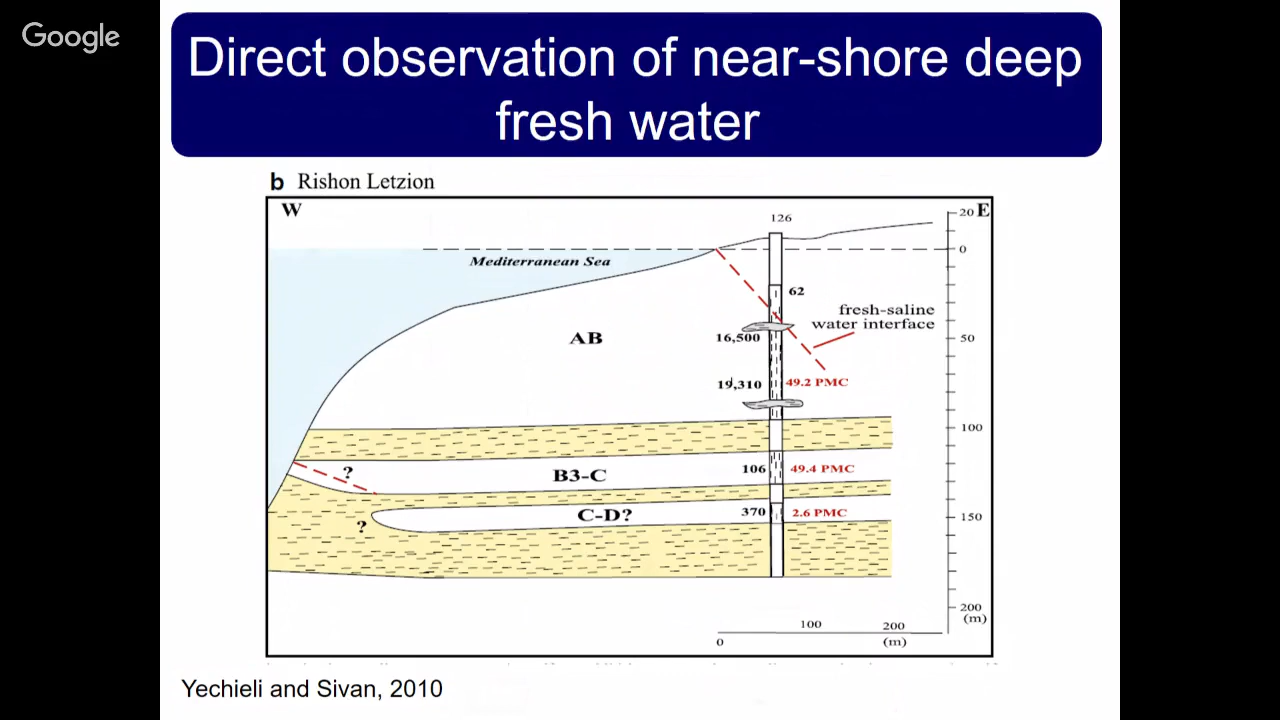 Google
Direct observation of near-shore deep
fresh water
b Rishon Letzion
W
20 E
126
0
Mediterranean Sea
62
fresh-saline
water interface
AB
16,500
50
19,310
49.2 PMC
100
?
B3-C
106
49.4 PMC
C-D?
370
2.6 PMC
150
?
200
(m)
100
200
0
(m)
Yechieli and Sivan, 2010